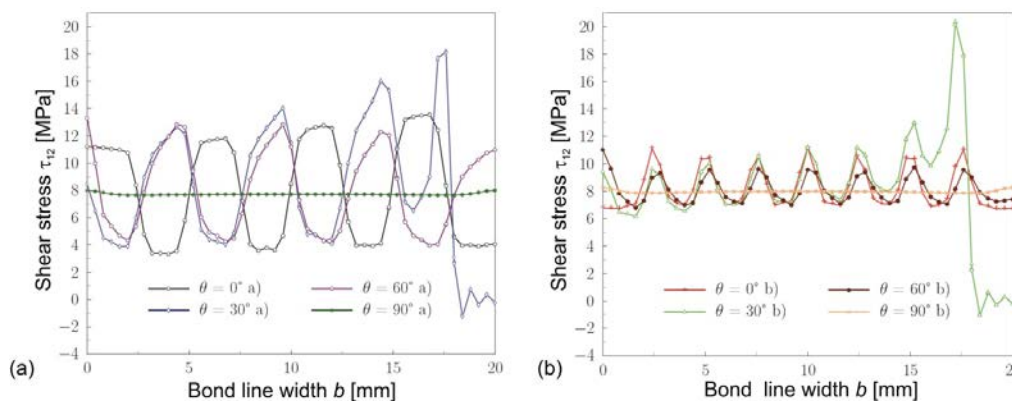 20
18
16
14
12
10
8
6
4
2
0
−2
−4
Shear stress τ12 [MPa]
θ = 0° a)
θ = 60° a)
θ = 30° a)
θ = 90° a)
0 5 10 15 20
(a)
Bond line width b [mm]
20
18
16
14
12
10
8
6
4
2
0
−2
−4
Shear stress τ12 [MPa]
θ = 0° b)
θ = 60° b)
θ = 30° b)
θ = 90° b)
0 5 10 15 20
(b)
Bond line width b [mm]